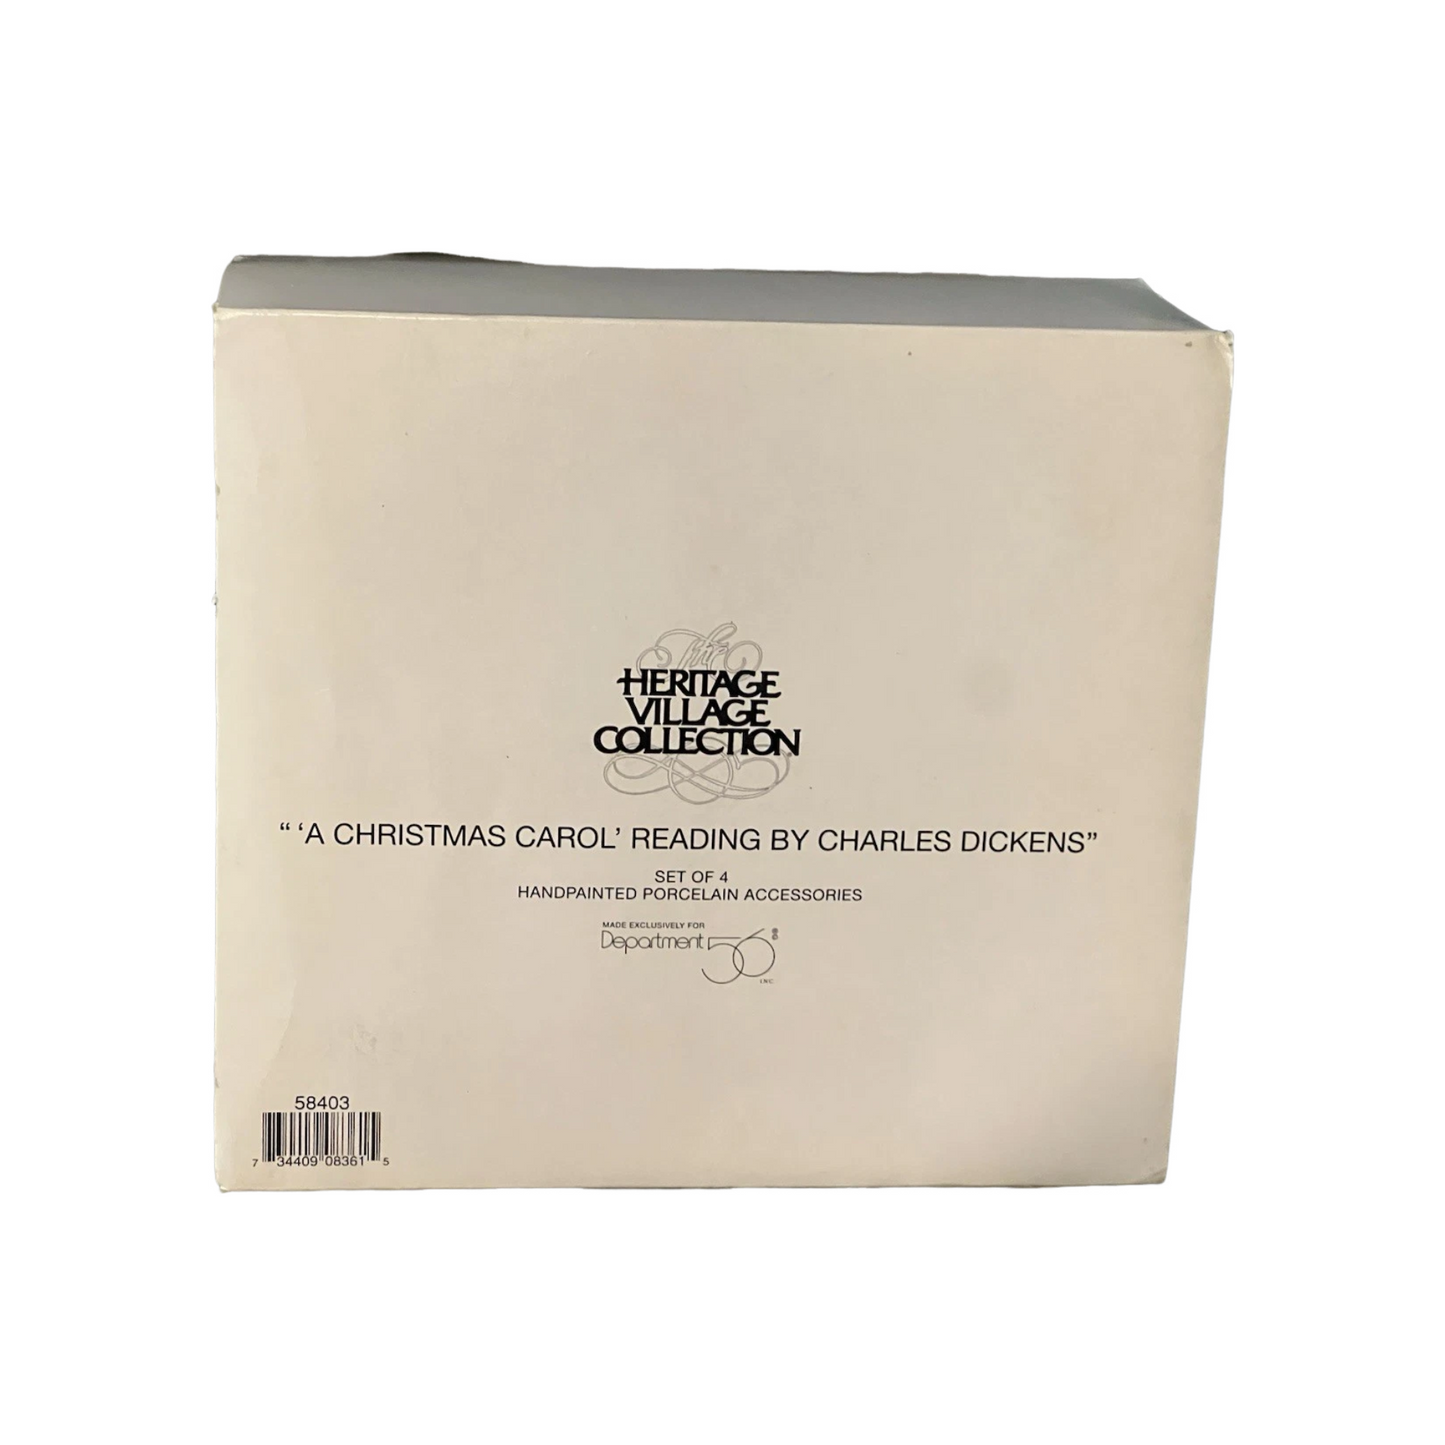 The
HERITAGE
VILLAGE
COLLECTION
“ ‘A CHRISTMAS CAROL’ READING BY CHARLES DICKENS”
SET OF 4
HANDPAINTED PORCELAIN ACCESSORIES
MADE EXCLUSIVELY FOR
Department 56 ®©
INC.
58403
7 34409 08361 5